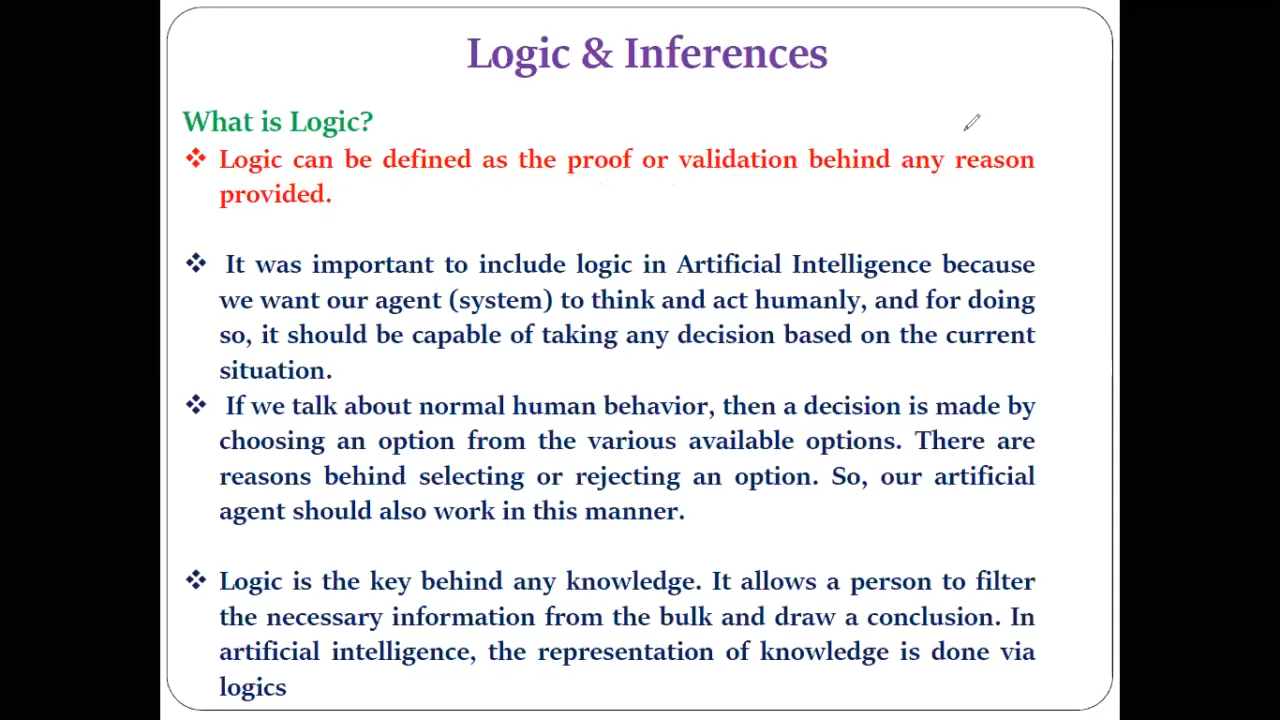 Logic & Inferences
What is Logic?
❖ Logic can be defined as the proof or validation behind any reason
provided.
❖ It was important to include logic in Artificial Intelligence because
we want our agent (system) to think and act humanly, and for doing
so, it should be capable of taking any decision based on the current
situation.
❖ If we talk about normal human behavior, then a decision is made by
choosing an option from the various available options. There are
reasons behind selecting or rejecting an option. So, our artificial
agent should also work in this manner.
❖ Logic is the key behind any knowledge. It allows a person to filter
the necessary information from the bulk and draw a conclusion. In
artificial intelligence, the representation of knowledge is done via
logics